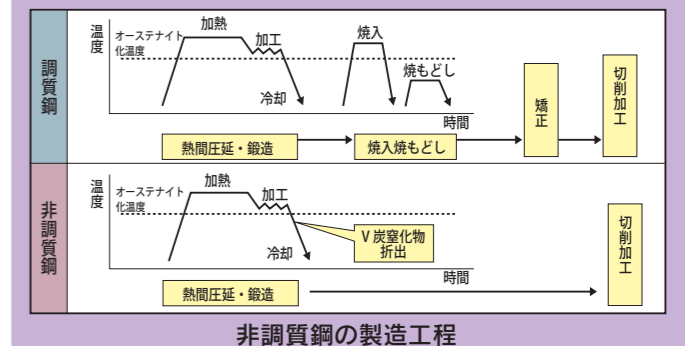 調質鋼
温度
オーステナイト
化温度
加熱
加工
冷却
焼入
焼もどし
時間
熱間圧延・鍛造
焼入焼もどし
矯正
切削加工
非調質鋼
温度
オーステナイト
化温度
加熱
加工
冷却
V炭窒化物
折出
時間
熱間圧延・鍛造
切削加工
非調質鋼の製造工程